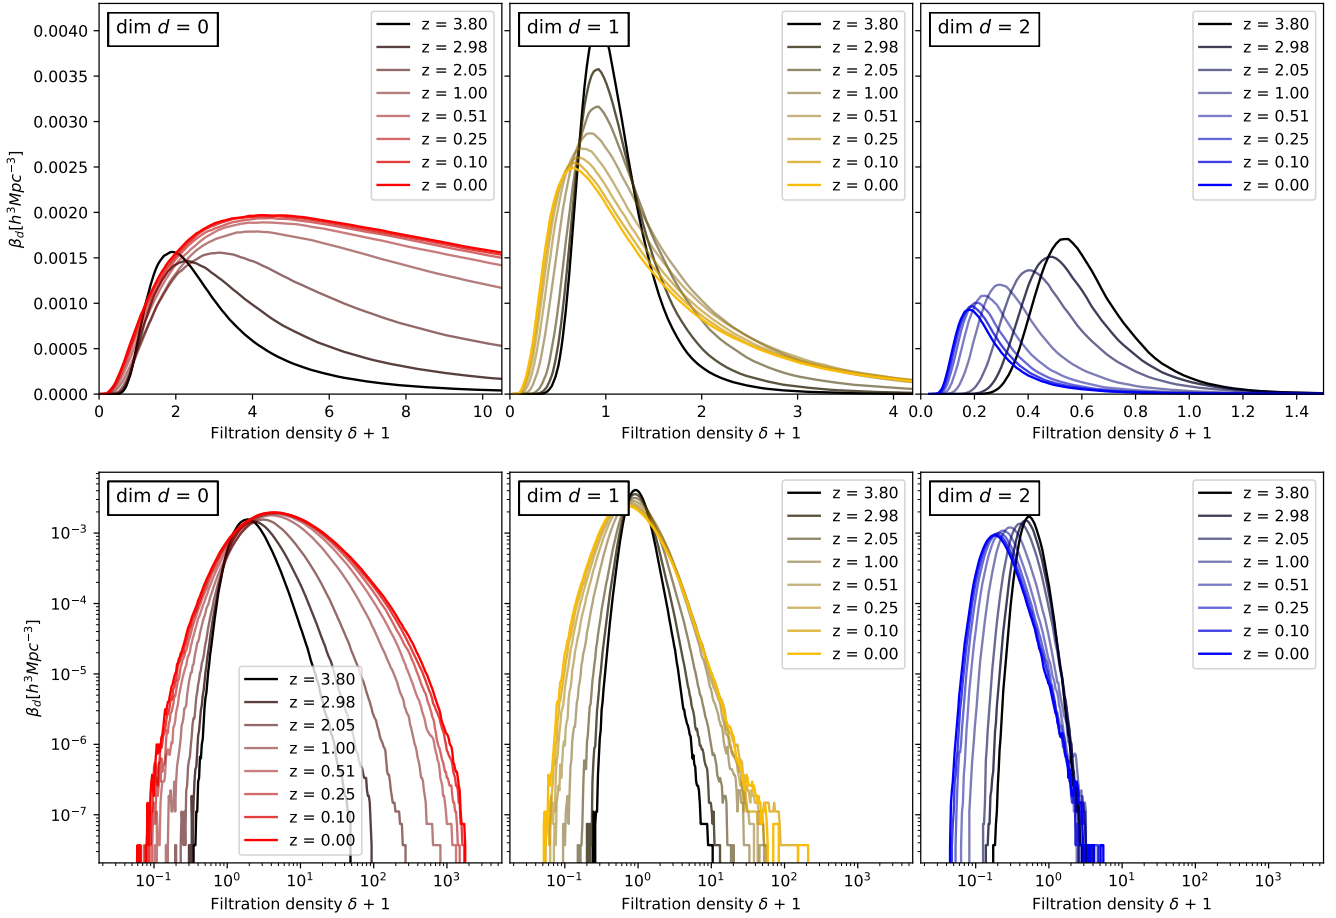 dim d = 0
z = 3.80
z = 2.98
z = 2.05
z = 1.00
z = 0.51
z = 0.25
z = 0.10
z = 0.00
0.0040
0.0035
0.0030
0.0025
0.0020
0.0015
0.0010
0.0005
0.0000
β_d[h³Mpc⁻³]
0 2 4 6 8 10
Filtration density δ + 1
dim d = 1
z = 3.80
z = 2.98
z = 2.05
z = 1.00
z = 0.51
z = 0.25
z = 0.10
z = 0.00
0 1 2 3 4
Filtration density δ + 1
dim d = 2
z = 3.80
z = 2.98
z = 2.05
z = 1.00
z = 0.51
z = 0.25
z = 0.10
z = 0.00
0.0 0.2 0.4 0.6 0.8 1.0 1.2 1.4
Filtration density δ + 1
dim d = 0
10⁻³
10⁻⁴
10⁻⁵
10⁻⁶
10⁻⁷
β_d[h³Mpc⁻³]
z = 3.80
z = 2.98
z = 2.05
z = 1.00
z = 0.51
z = 0.25
z = 0.10
z = 0.00
10⁻¹ 10⁰ 10¹ 10² 10³
Filtration density δ + 1
dim d = 1
z = 3.80
z = 2.98
z = 2.05
z = 1.00
z = 0.51
z = 0.25
z = 0.10
z = 0.00
10⁻¹ 10⁰ 10¹ 10² 10³
Filtration density δ + 1
dim d = 2
z = 3.80
z = 2.98
z = 2.05
z = 1.00
z = 0.51
z = 0.25
z = 0.10
z = 0.00
10⁻¹ 10⁰ 10¹ 10² 10³
Filtration density δ + 1